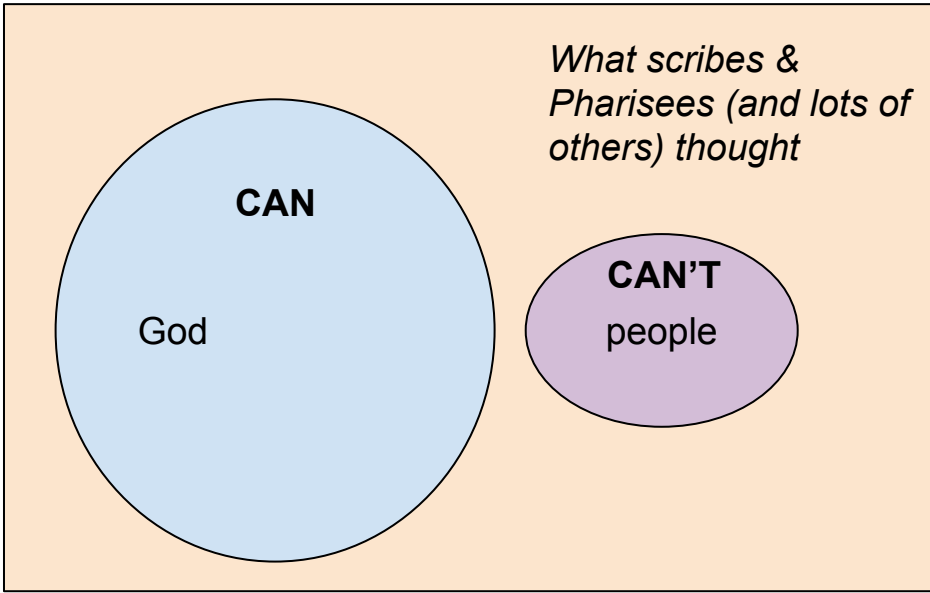 What scribes &
Pharisees (and lots of
others) thought
CAN
God
CAN’T
people